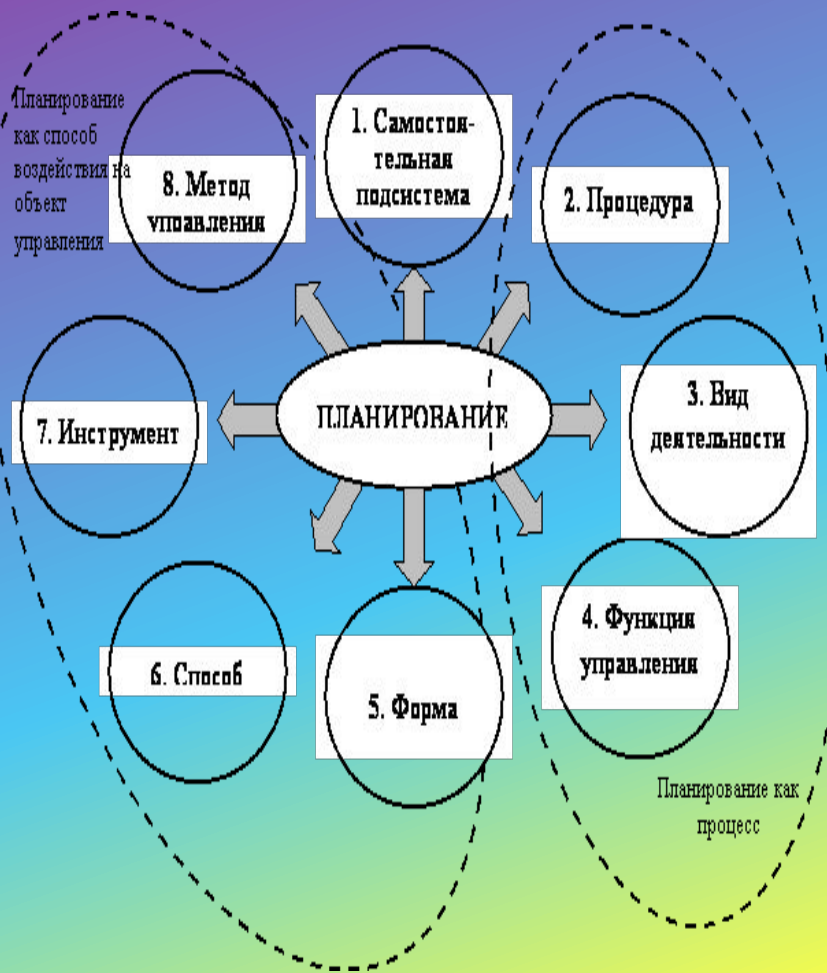 Планирование
как способ
воздействия на
объект
управления
1. Самостоя-
тельная
подсистема
8. Метод
управления
2. Процедура
7. Инструмент
ПЛАНИРОВАНИЕ
3. Вид
деятельности
6. Способ
5. Форма
4. Функция
управления
Планирование как
процесс